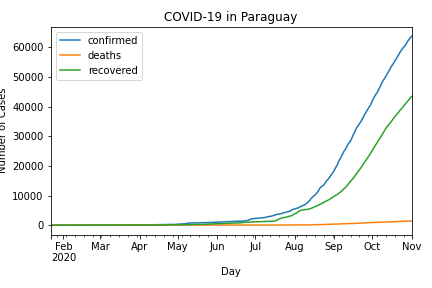 COVID-19 in Paraguay
confirmed
deaths
recovered
60000
50000
40000
30000
20000
10000
0
Number of Cases
Feb Mar Apr May Jun Jul Aug Sep Oct Nov
2020
Day